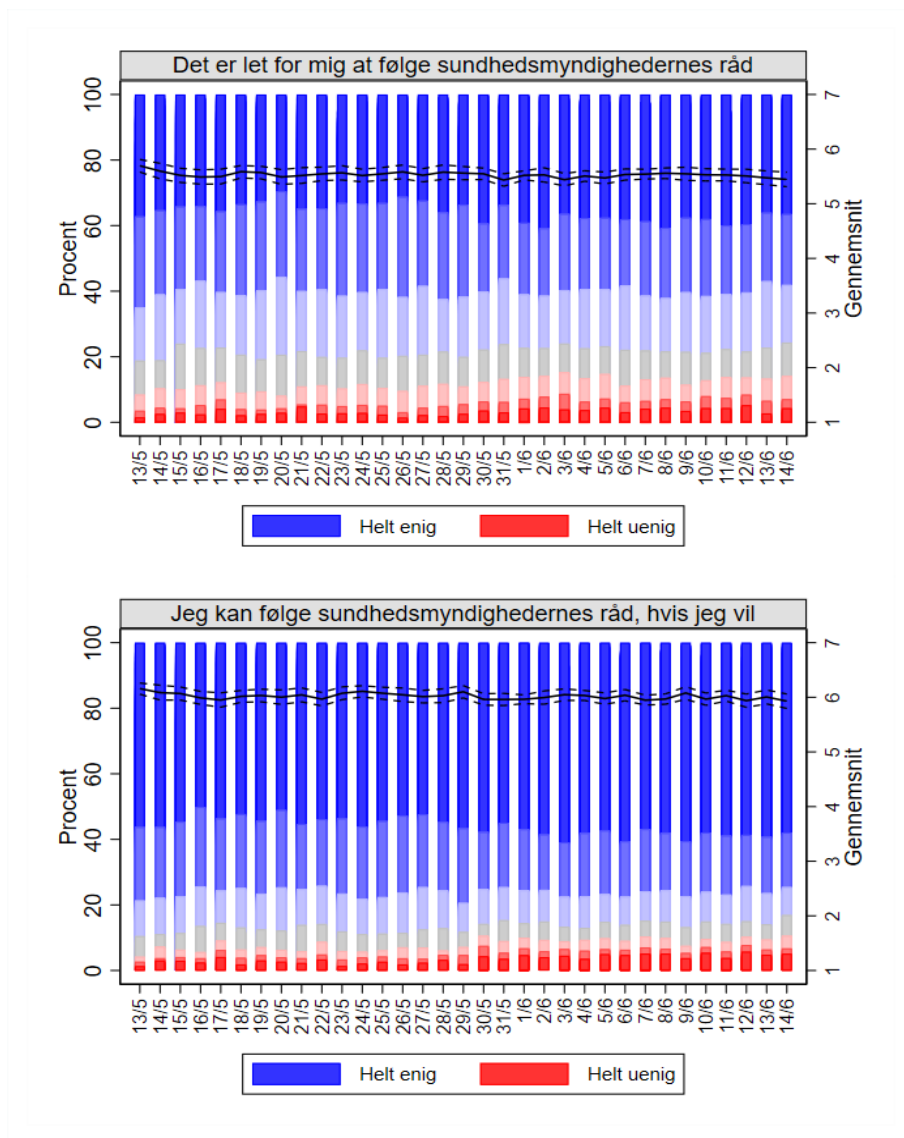 Det er let for mig at følge sundhedsmyndighedernes råd
100
80
60
40
20
0
Procent
7
6
5
4
3
2
1
Gennemsnit
13/5 14/5 15/5 16/5 17/5 18/5 19/5 20/5 21/5 22/5 23/5 24/5 25/5 26/5 27/5 28/5 29/5 30/5 31/5 1/6 2/6 3/6 4/6 5/6 6/6 7/6 8/6 9/6 10/6 11/6 12/6 13/6 14/6
Helt enig Helt uenig
Jeg kan følge sundhedsmyndighedernes råd, hvis jeg vil
100
80
60
40
20
0
Procent
7
6
5
4
3
2
1
Gennemsnit
13/5 14/5 15/5 16/5 17/5 18/5 19/5 20/5 21/5 22/5 23/5 24/5 25/5 26/5 27/5 28/5 29/5 30/5 31/5 1/6 2/6 3/6 4/6 5/6 6/6 7/6 8/6 9/6 10/6 11/6 12/6 13/6 14/6
Helt enig Helt uenig